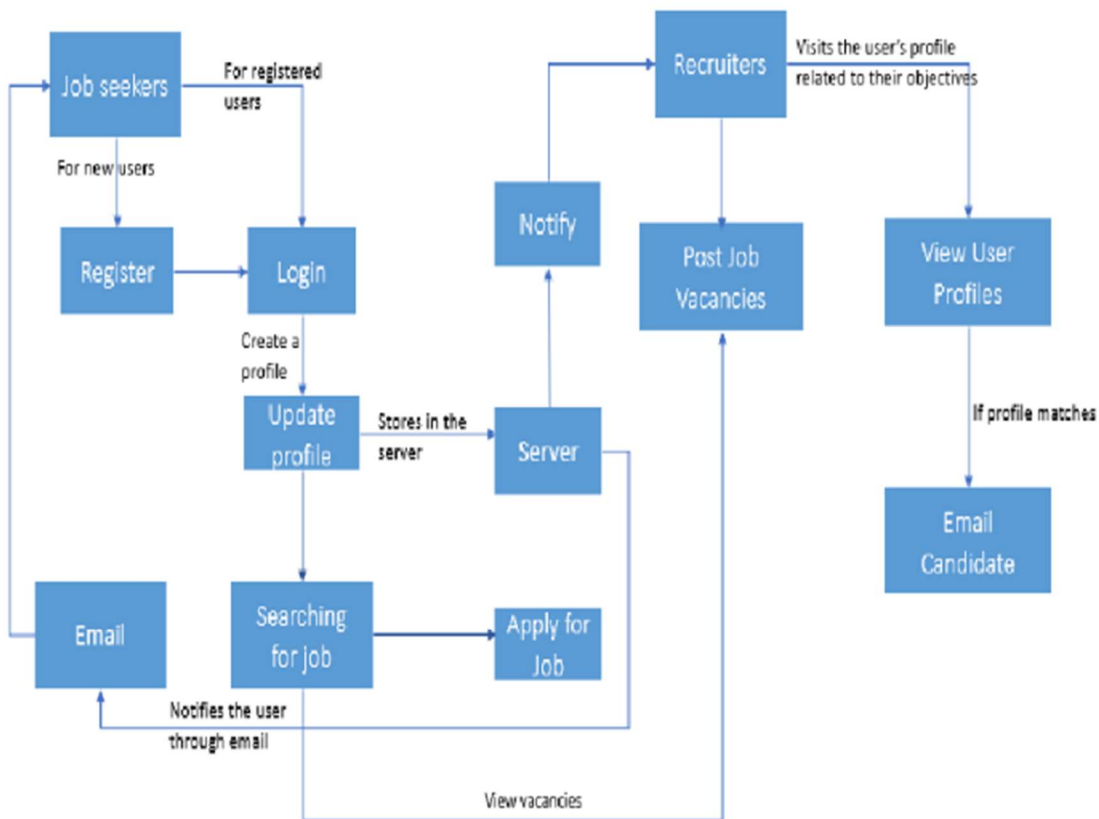 Job seekers
For registered
users
Recruiters
Visits the user's profile
related to their objectives
For new users
Register
Login
Notify
Post Job
Vacancies
View User
Profiles
Create a
profile
Update
profile
Stores in the
server
Server
If profile matches
Email
Candidate
Email
Searching
for job
Apply for
Job
Notifies the user
through email
View vacancies